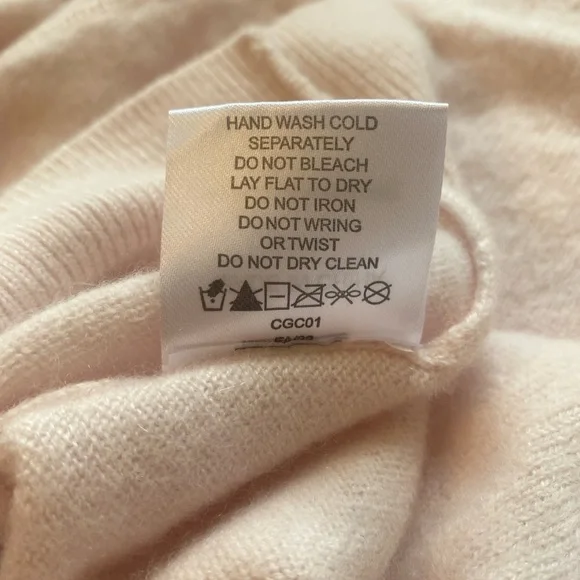 HAND WASH COLD
SEPARATELY
DO NOT BLEACH
LAY FLAT TO DRY
DO NOT IRON
DO NOT WRING
OR TWIST
DO NOT DRY CLEAN
CGC01